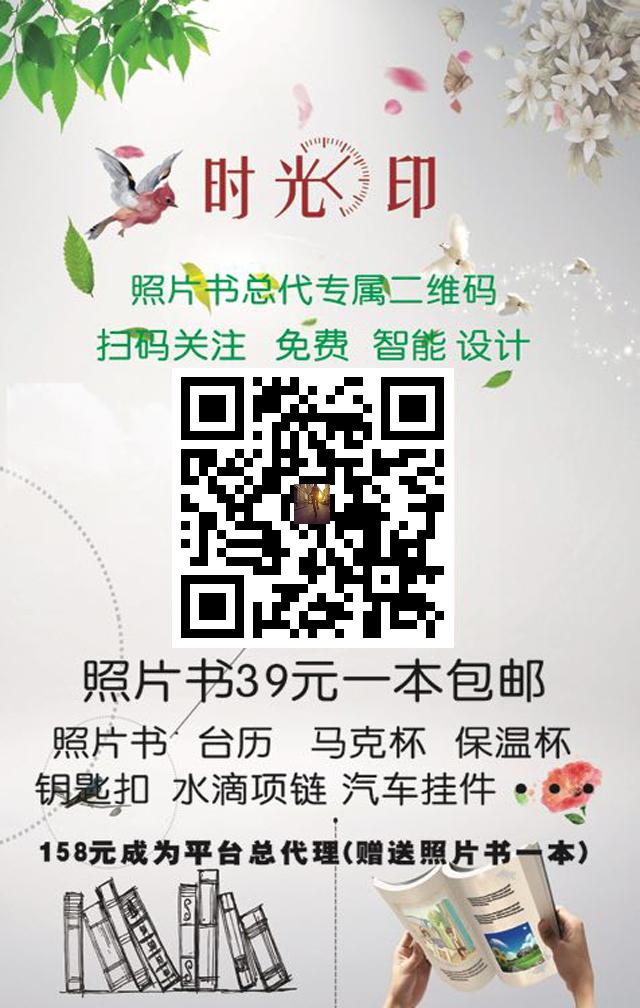 时光印
照片书总代专属二维码
扫码关注 免费 智能 设计
照片书39元一本包邮
照片书 台历 马克杯 保温杯
钥匙扣 水滴项链 汽车挂件
158元成为平台总代理(赠送照片书一本)